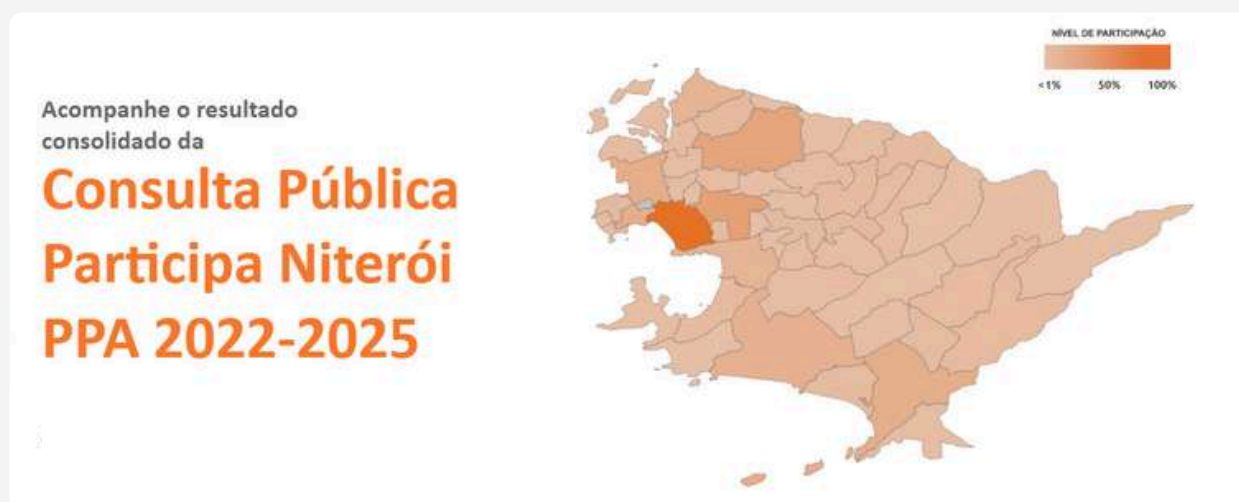 Acompanhe o resultado
consolidado da
Consulta Pública
Participa Niterói
PPA 2022-2025
NÍVEL DE PARTICIPAÇÃO
<1% 50% 100%